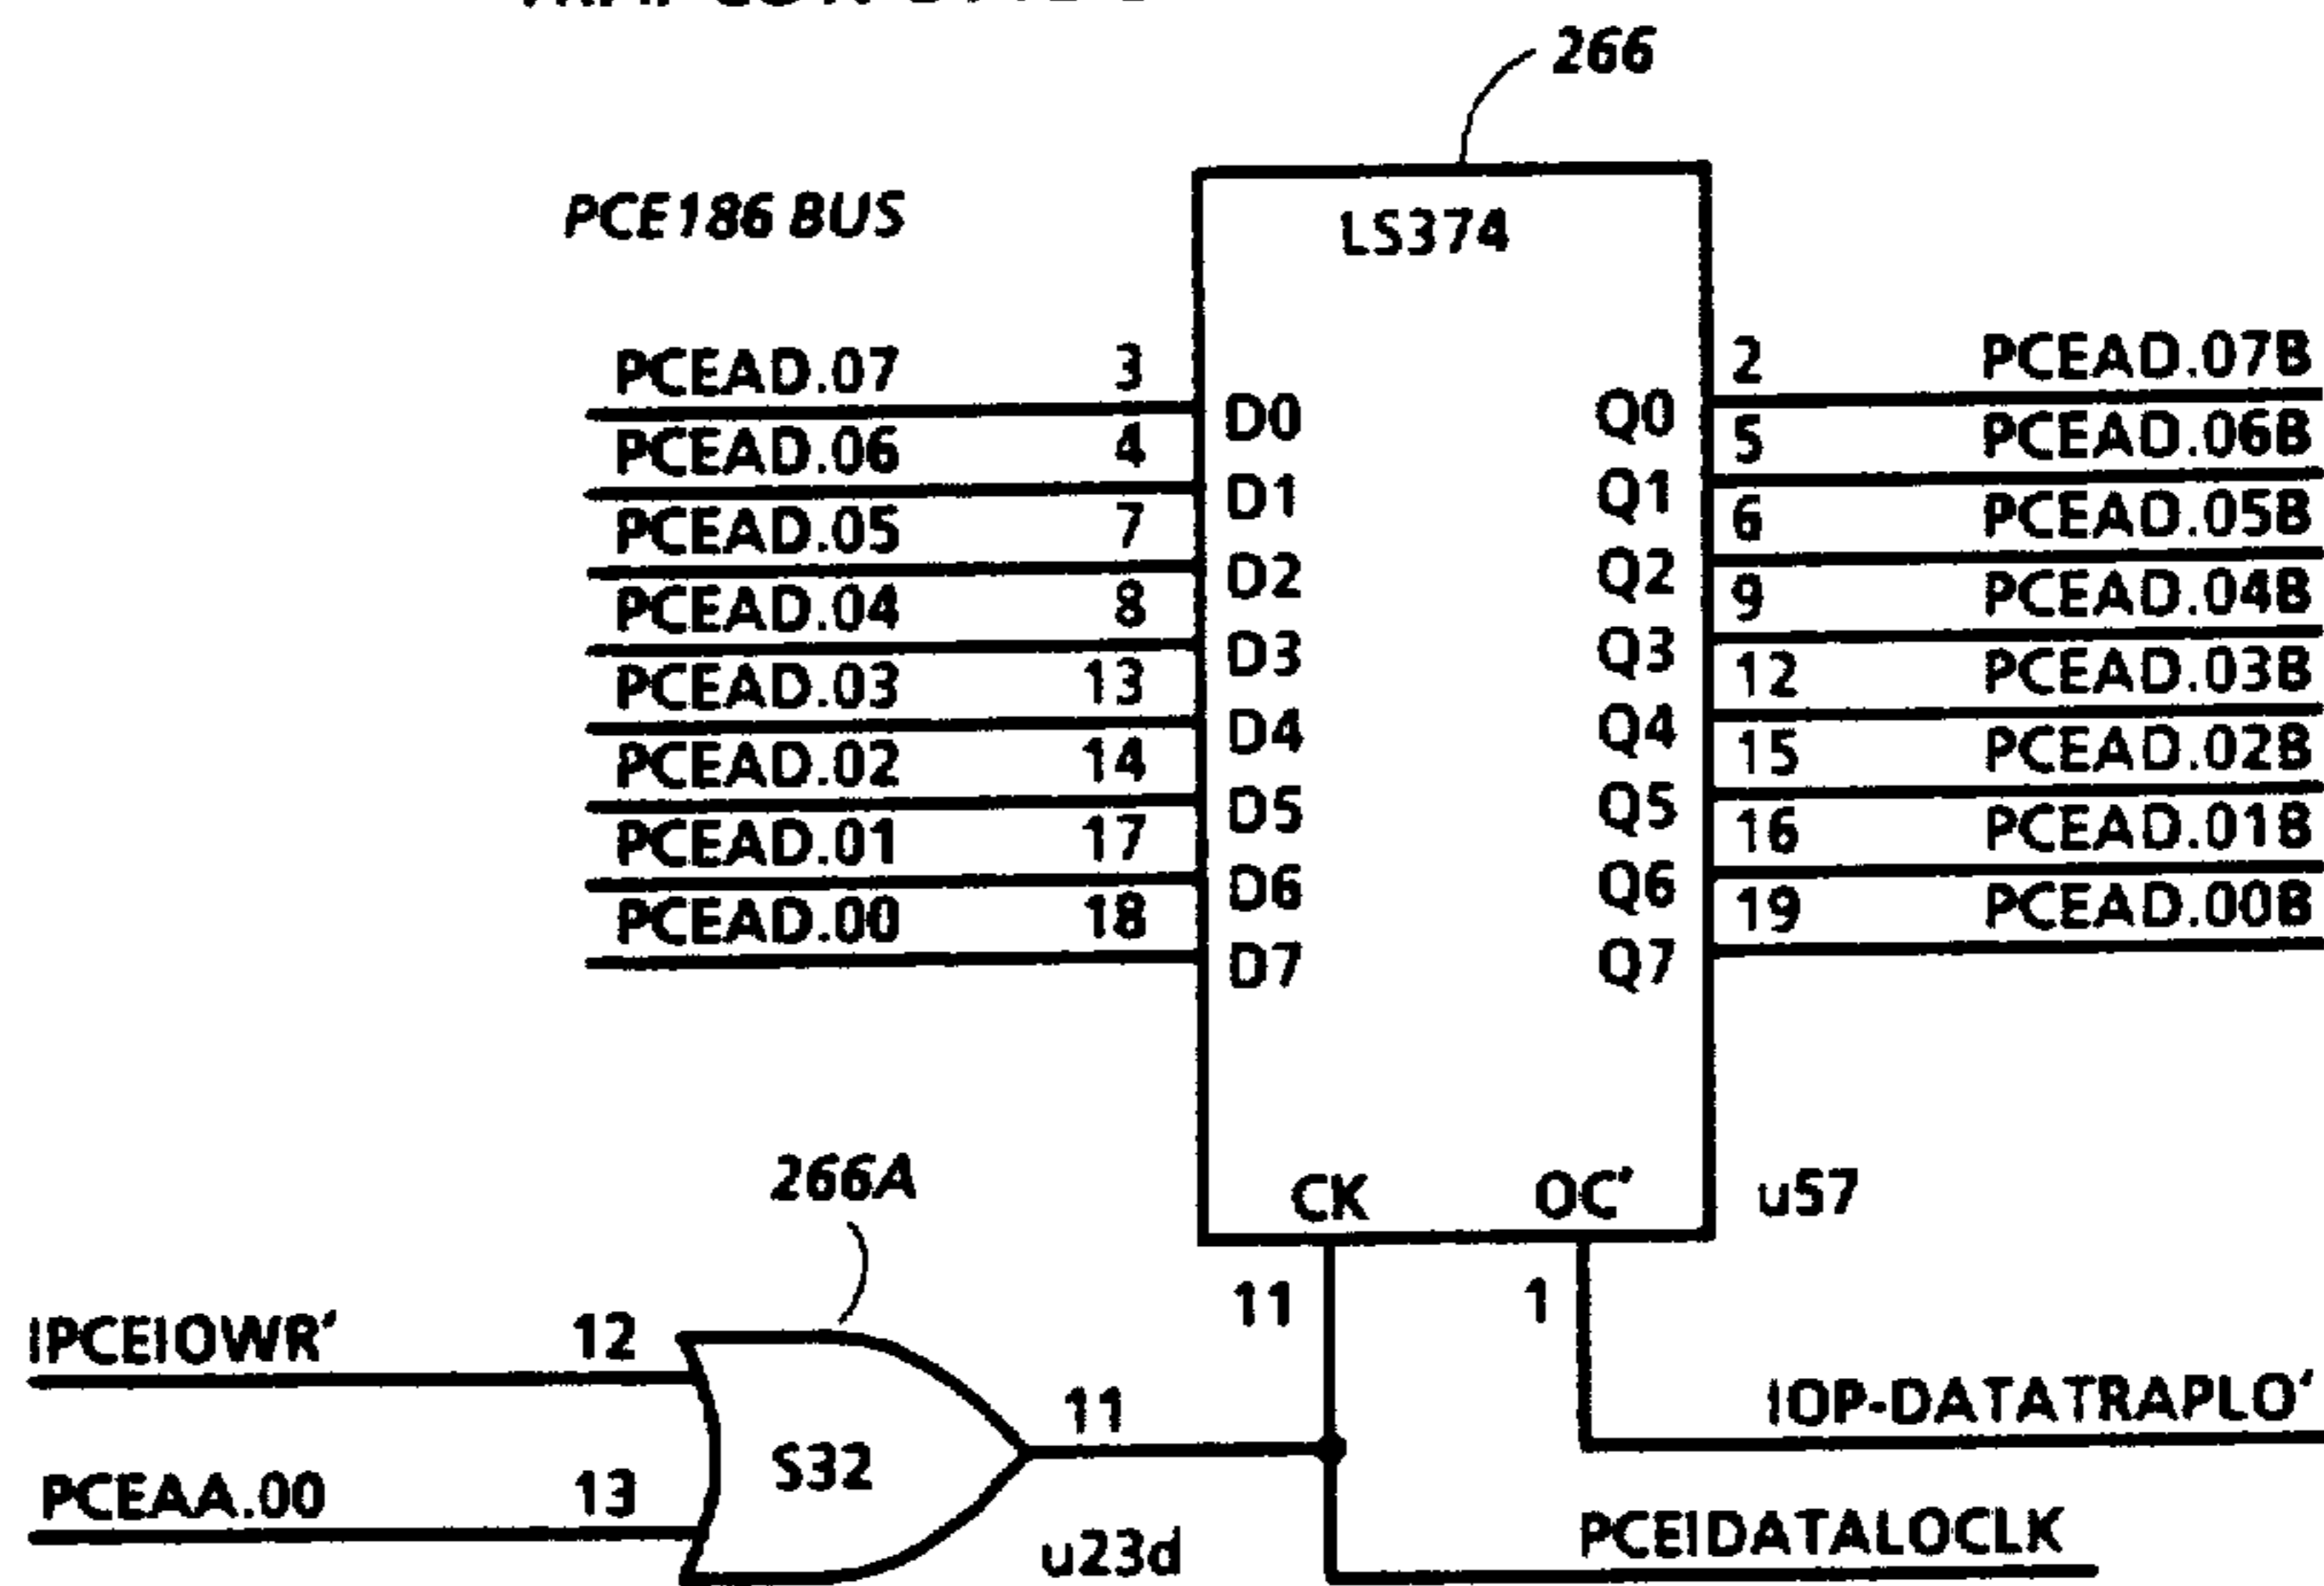 266
PCE186 BUS
LS374
PCEAD.07 3 D0 Q0 2 PCEAD.07B
PCEAD.06 4 D1 Q1 5 PCEAD.06B
PCEAD.05 7 D2 Q2 6 PCEAD.05B
PCEAD.04 8 D3 Q3 9 PCEAD.04B
PCEAD.03 13 D4 Q4 12 PCEAD.03B
PCEAD.02 14 D5 Q5 15 PCEAD.02B
PCEAD.01 17 D6 Q6 16 PCEAD.01B
PCEAD.00 18 D7 Q7 19 PCEAD.00B
266A
CK OC' u57
11 1
IPCEIOWR' 12
11
IOP-DATATRAPLO'
S32
PCEAA.00 13
u23d
PCEIDATALOCLK